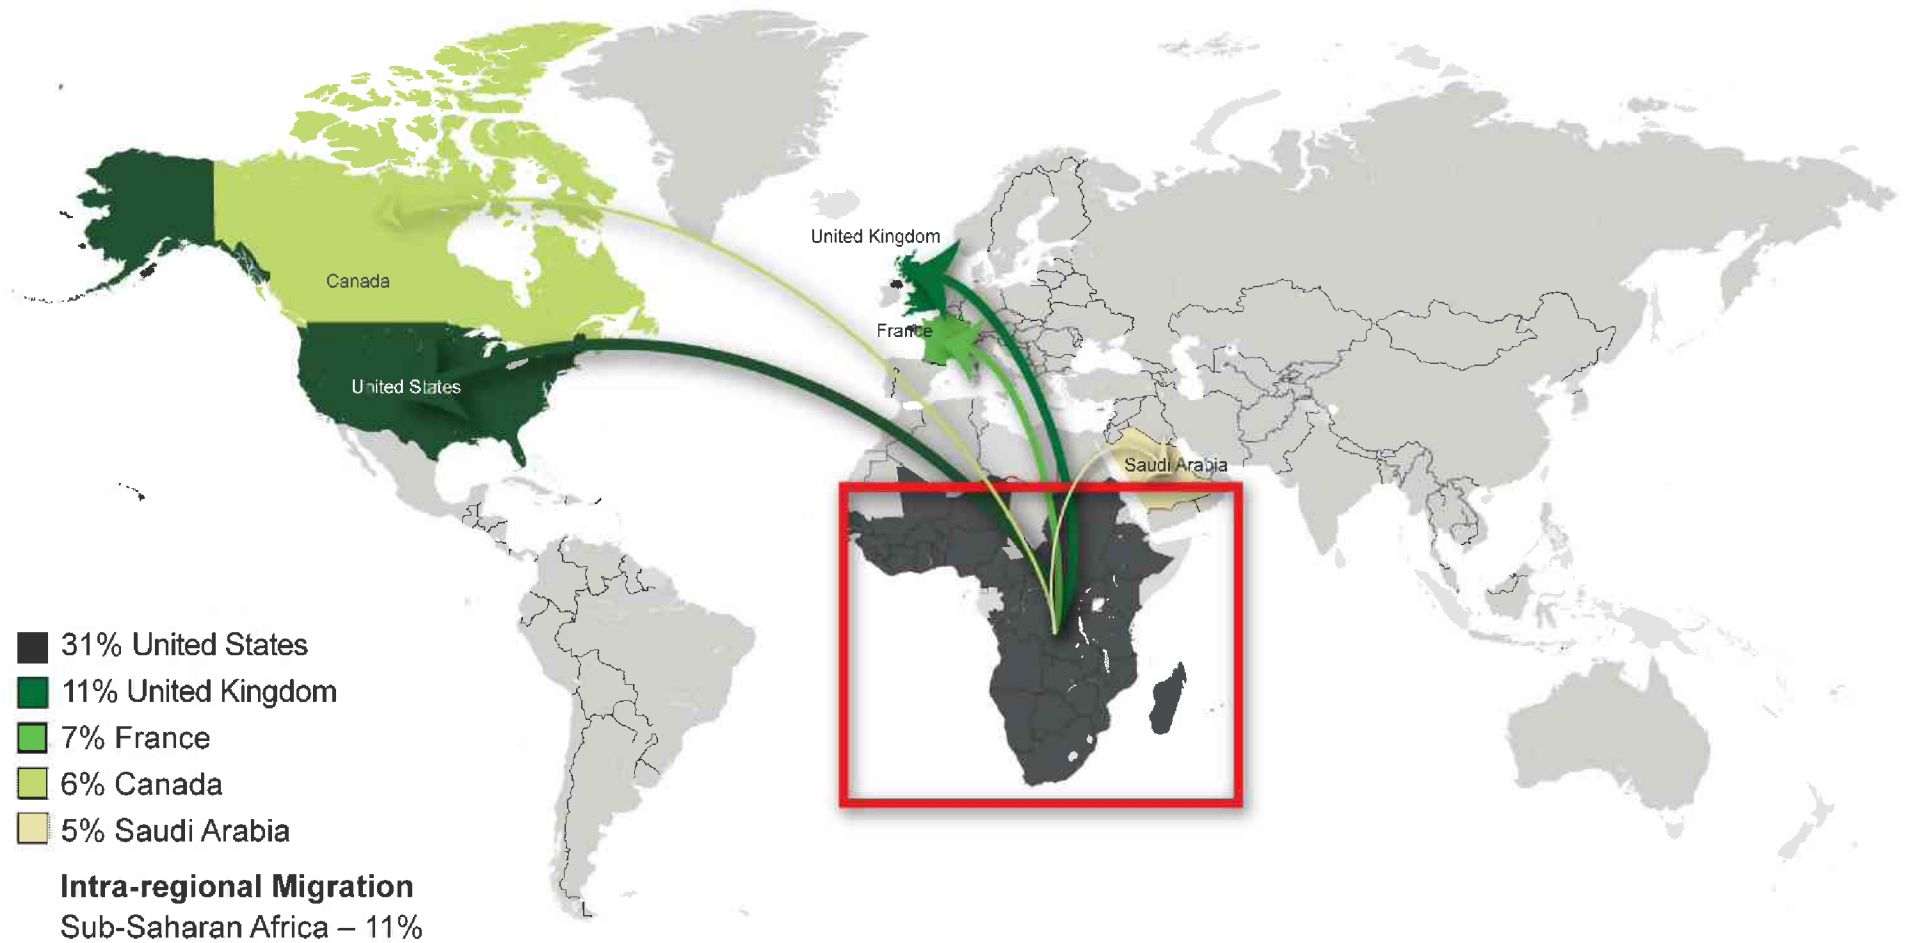 United Kingdom
Canada
France
United States
Saudi Arabia
31% United States
11% United Kingdom
7% France
6% Canada
5% Saudi Arabia
Intra-regional Migration
Sub-Saharan Africa – 11%